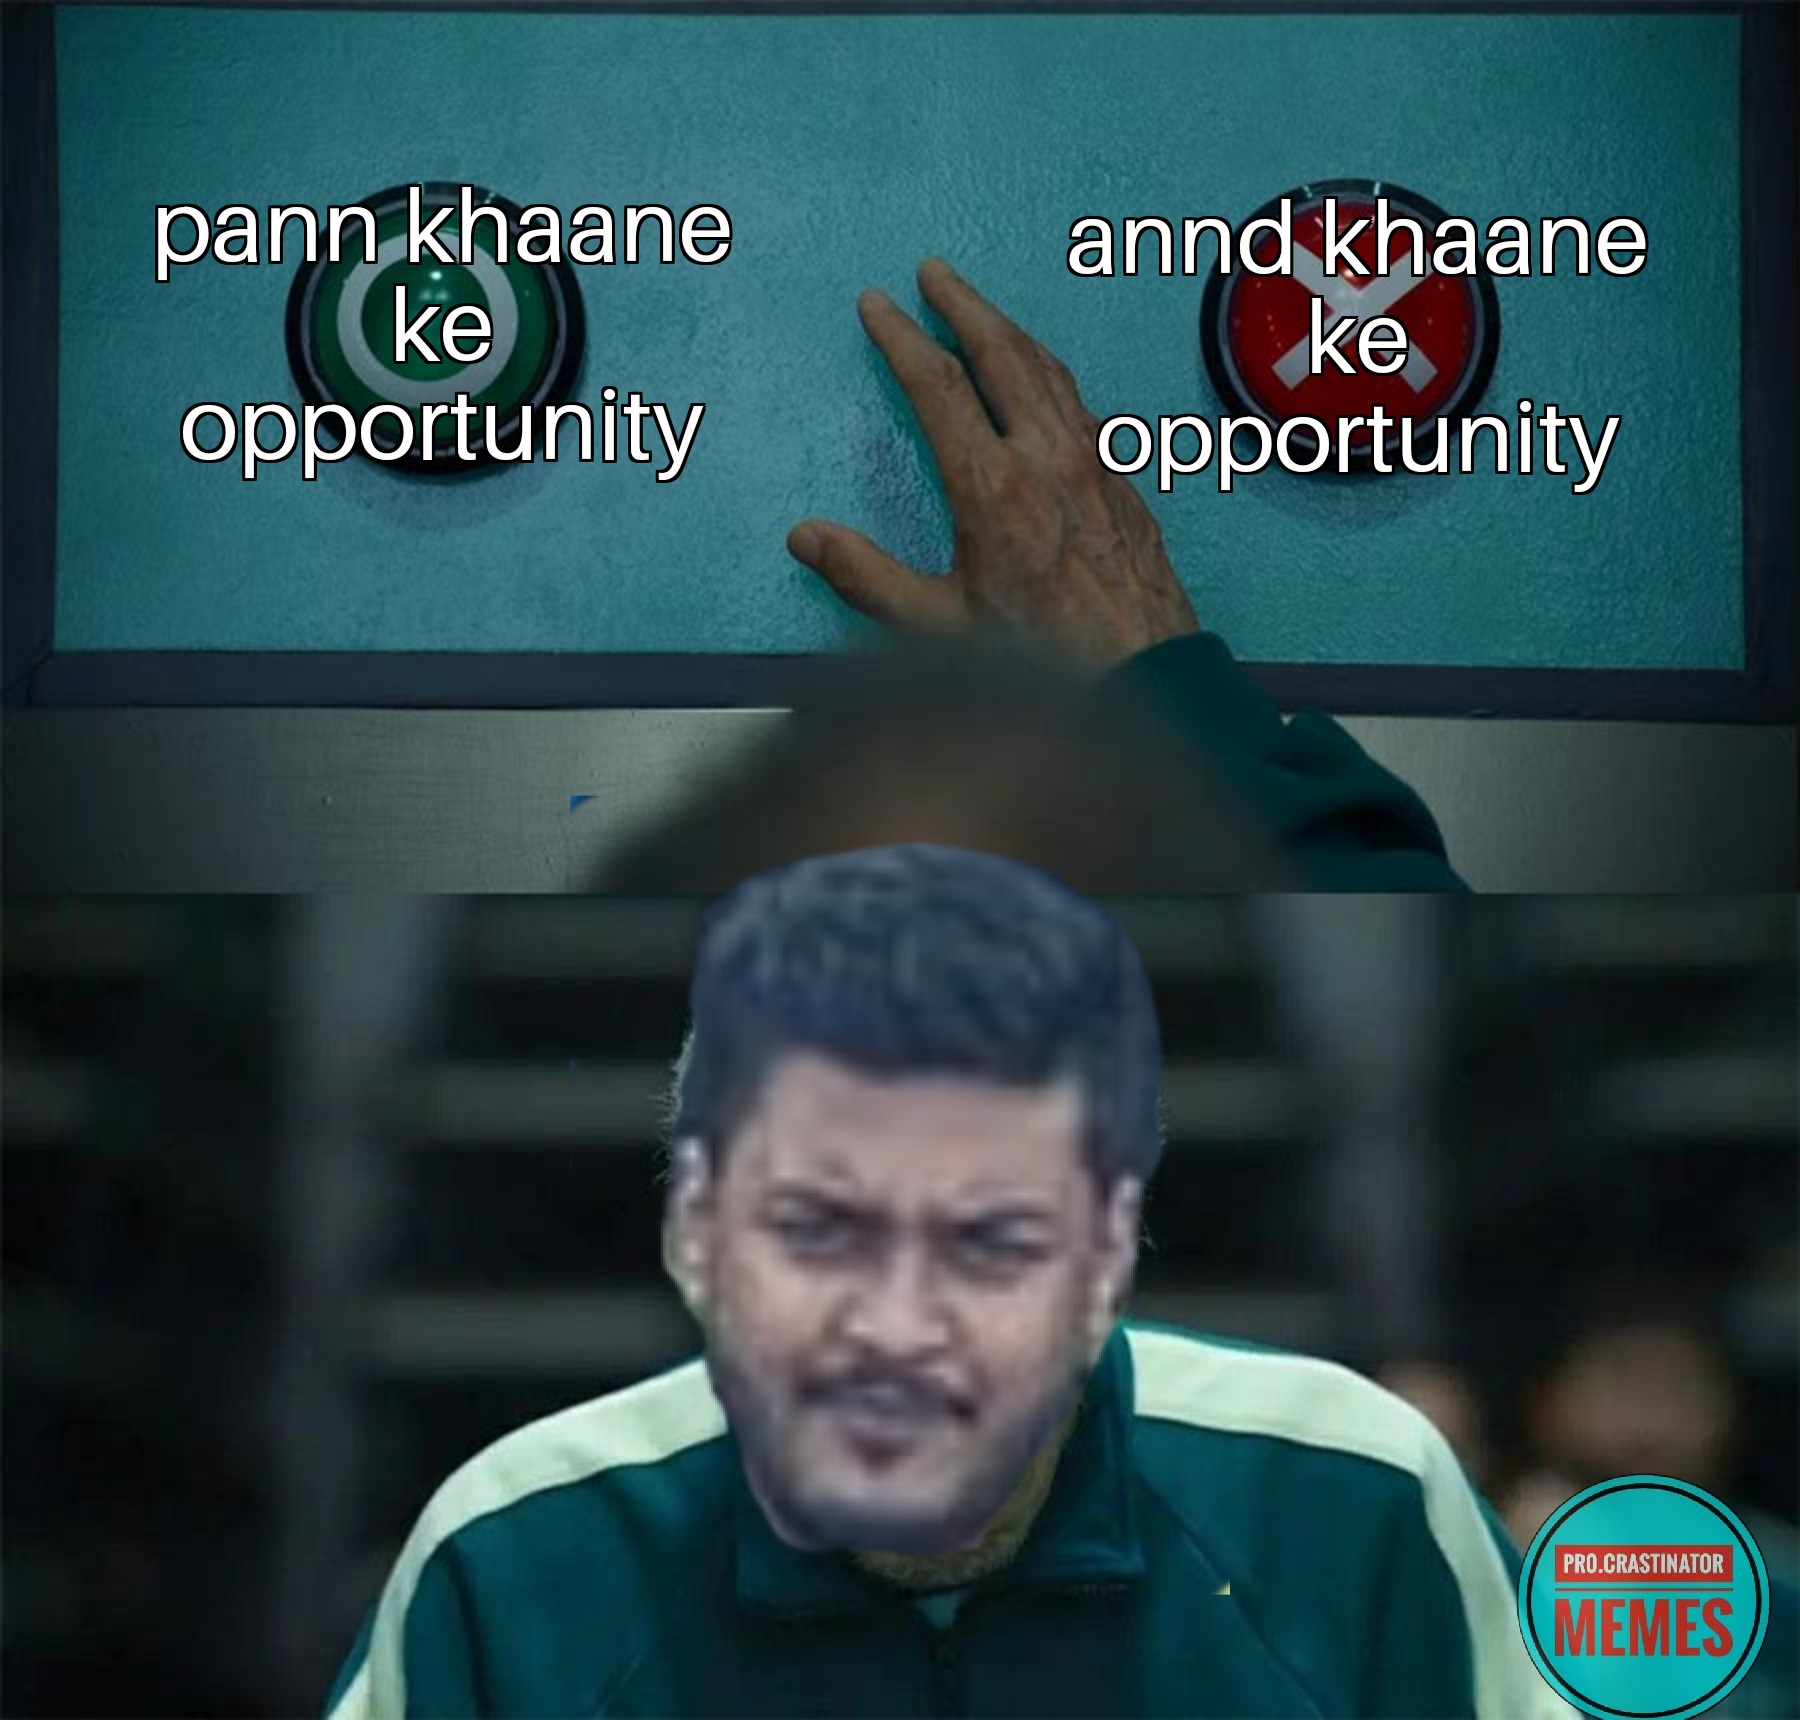 pann khaane
ke
opportunity
annd khaane
ke
opportunity
PRO.CRASTINATOR
MEMES